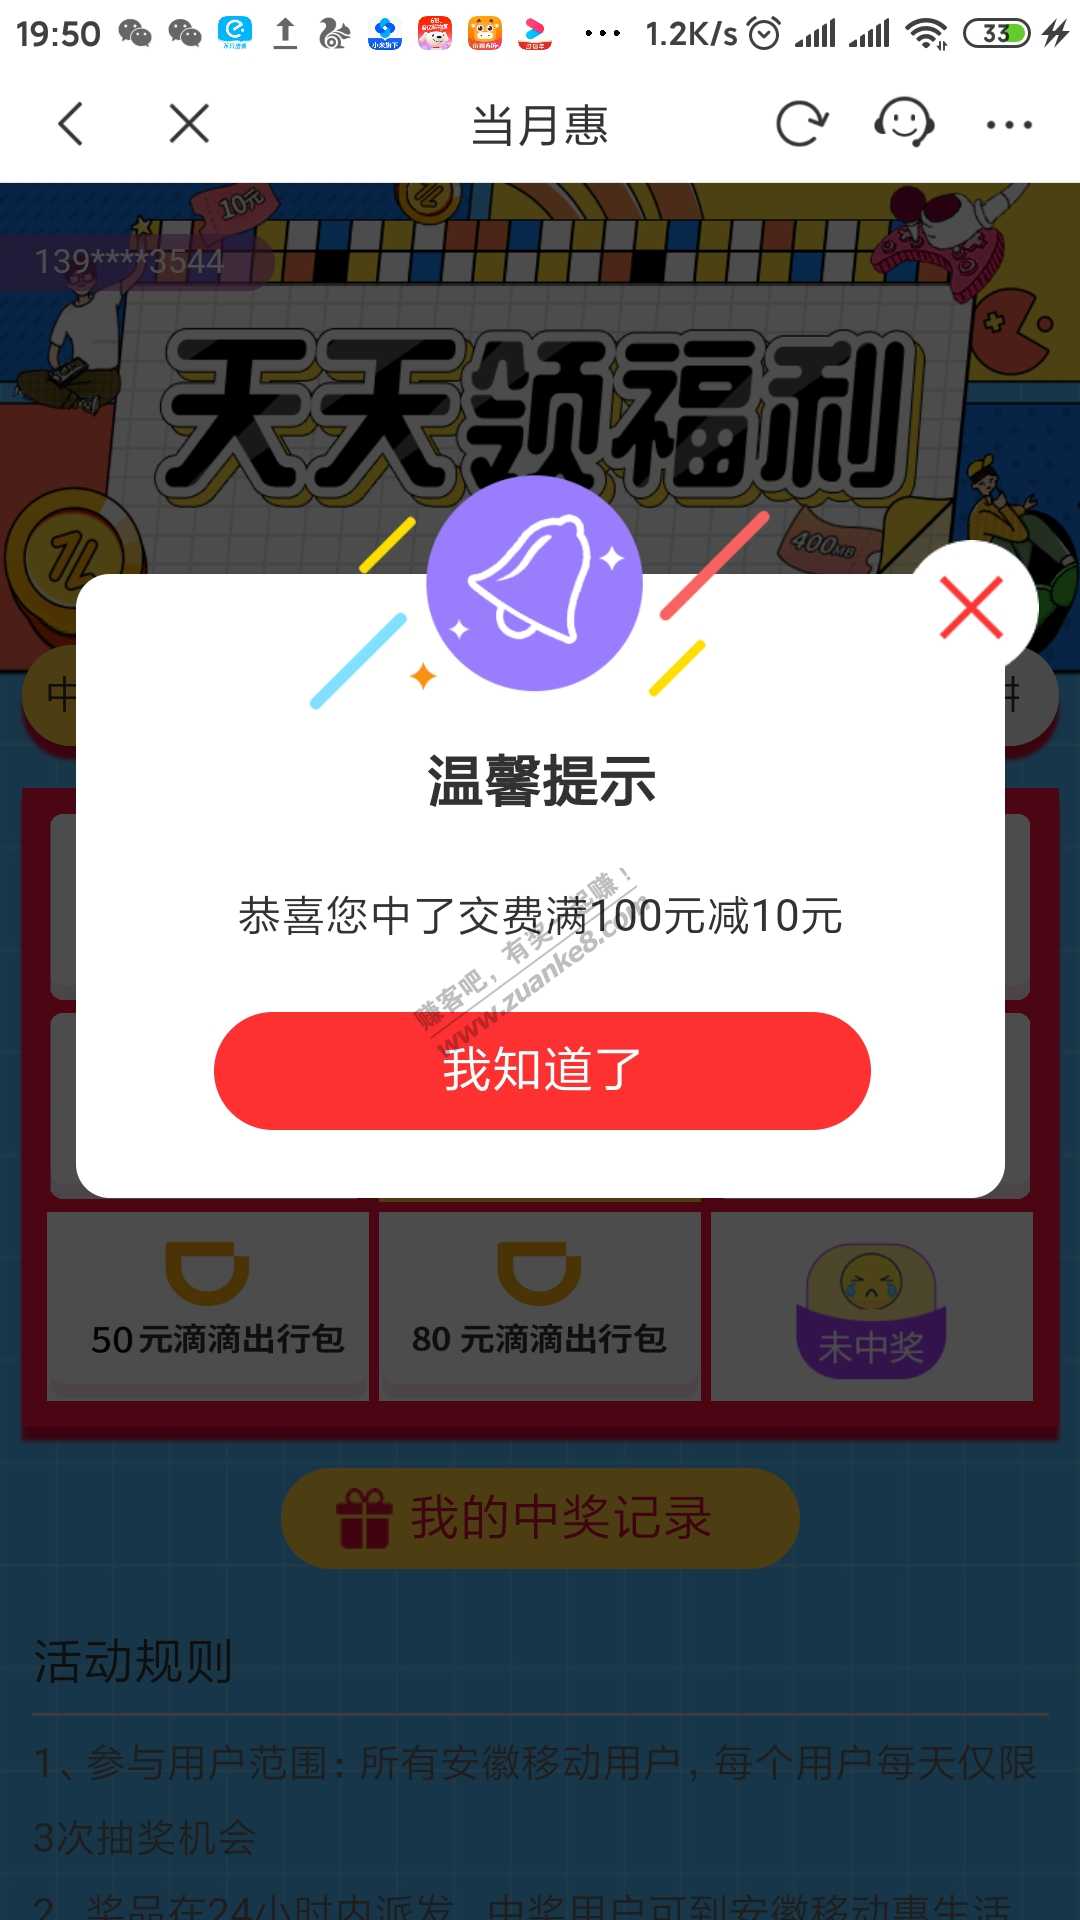 19:50
1.2K/s
33
当月惠
10元
139****3544
天天领福利
400MB
中
温馨提示
恭喜您中了交费满100元减10元
赚客吧，有奖一起赚！
www.zuanke8.com
我知道了
50元滴滴出行包
80 元滴滴出行包
未中奖
我的中奖记录
活动规则
1、参与用户范围：所有安徽移动用户，每个用户每天仅限
3次抽奖机会
2、奖品在24小时内派发，中奖用户可到安徽移动惠生活